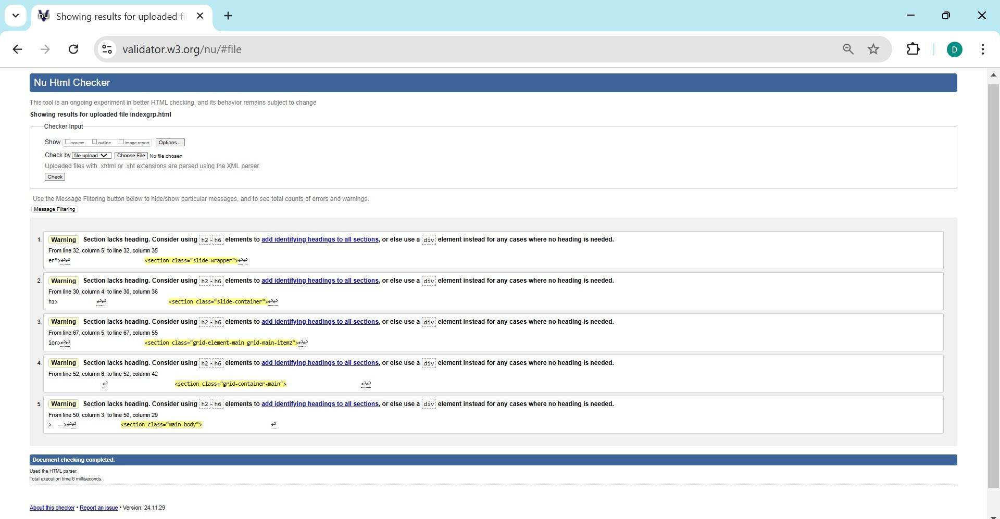 Showing results for uploaded fi
validator.w3.org/nu/#file
D
Nu Html Checker
This tool is an ongoing experiment in better HTML checking, and its behavior remains subject to change
Showing results for uploaded file indexgrp.html
Checker Input
Show source outline image report Options...
Check by file upload Choose File No file chosen
Uploaded files with .xhtml or .xht extensions are parsed using the XML parser.
Check
Use the Message Filtering button below to hide/show particular messages, and to see total counts of errors and warnings.
Message Filtering
1. Warning Section lacks heading. Consider using h2-h6 elements to add identifying headings to all sections, or else use a div element instead for any cases where no heading is needed.
From line 32, column 5; to line 32, column 35
er">↩↩ <section class="slide-wrapper">↩↩
2. Warning Section lacks heading. Consider using h2-h6 elements to add identifying headings to all sections, or else use a div element instead for any cases where no heading is needed.
From line 30, column 4; to line 30, column 36
h1> ↩↩ <section class="slide-container">↩↩
3. Warning Section lacks heading. Consider using h2-h6 elements to add identifying headings to all sections, or else use a div element instead for any cases where no heading is needed.
From line 67, column 5; to line 67, column 55
ion>↩↩ <section class="grid-element-main grid-main-item2">↩↩
4. Warning Section lacks heading. Consider using h2-h6 elements to add identifying headings to all sections, or else use a div element instead for any cases where no heading is needed.
From line 52, column 6; to line 52, column 42
↩ <section class="grid-container-main"> ↩↩
5. Warning Section lacks heading. Consider using h2-h6 elements to add identifying headings to all sections, or else use a div element instead for any cases where no heading is needed.
From line 50, column 3; to line 50, column 29
> -->↩↩ <section class="main-body"> ↩
Document checking completed.
Used the HTML parser.
Total execution time 6 milliseconds.
About this checker • Report an issue • Version: 24.11.29